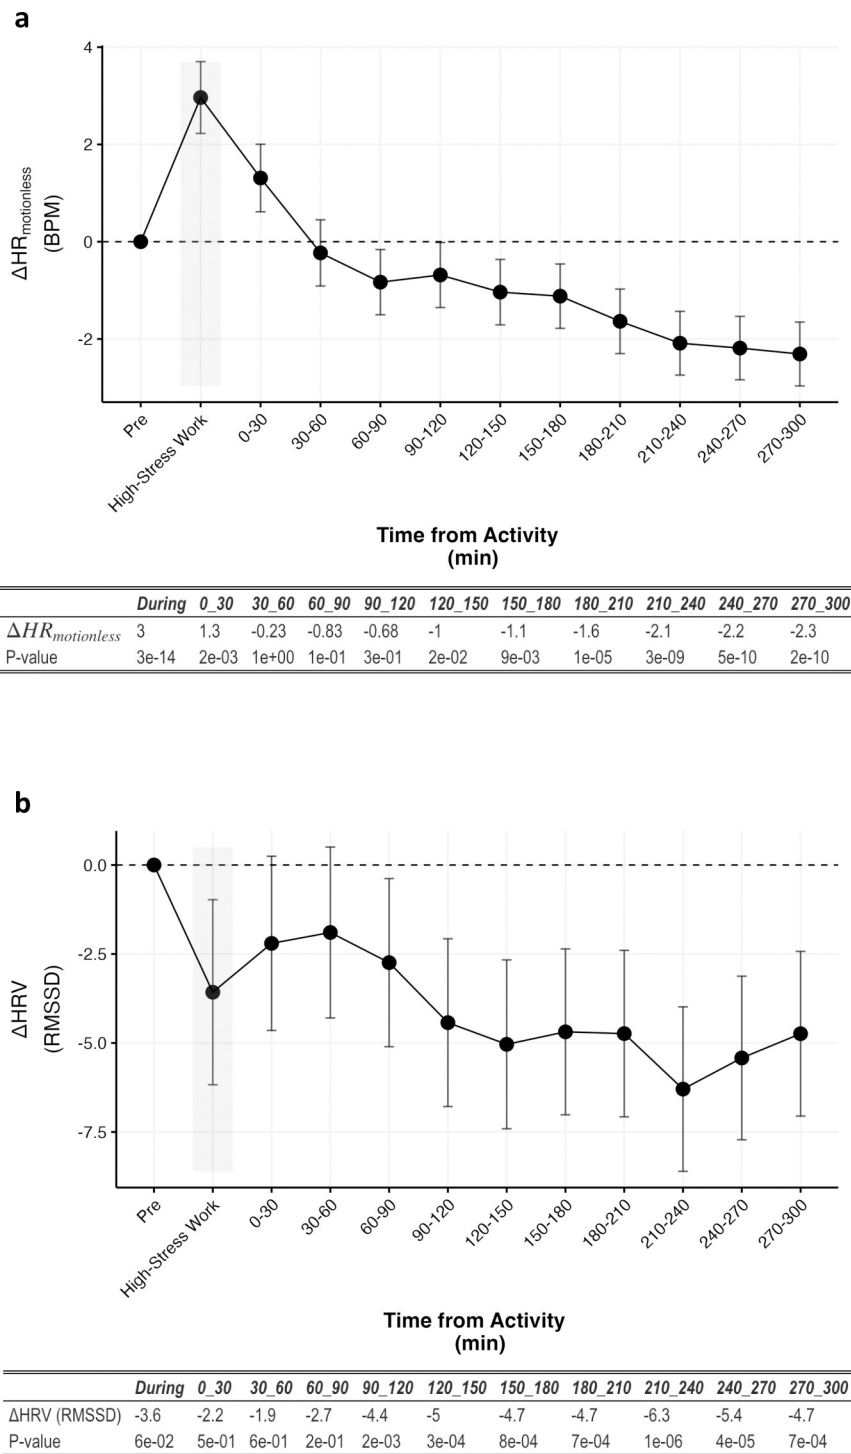 a
4
2
0
-2
ΔHRmotionless
(BPM)
Pre
High-Stress Work
0-30
30-60
60-90
90-120
120-150
150-180
180-210
210-240
240-270
270-300
Time from Activity
(min)
During 0_30 30_60 60_90 90_120 120_150 150_180 180_210 210_240 240_270 270_300
ΔHRmotionless 3 1.3 -0.23 -0.83 -0.68 -1 -1.1 -1.6 -2.1 -2.2 -2.3
P-value 3e-14 2e-03 1e+00 1e-01 3e-01 2e-02 9e-03 1e-05 3e-09 5e-10 2e-10
b
0.0
-2.5
-5.0
-7.5
ΔHRV
(RMSSD)
Pre
High-Stress Work
0-30
30-60
60-90
90-120
120-150
150-180
180-210
210-240
240-270
270-300
Time from Activity
(min)
During 0_30 30_60 60_90 90_120 120_150 150_180 180_210 210_240 240_270 270_300
ΔHRV (RMSSD) -3.6 -2.2 -1.9 -2.7 -4.4 -5 -4.7 -4.7 -6.3 -5.4 -4.7
P-value 6e-02 5e-01 6e-01 2e-01 2e-03 3e-04 8e-04 7e-04 1e-06 4e-05 7e-04